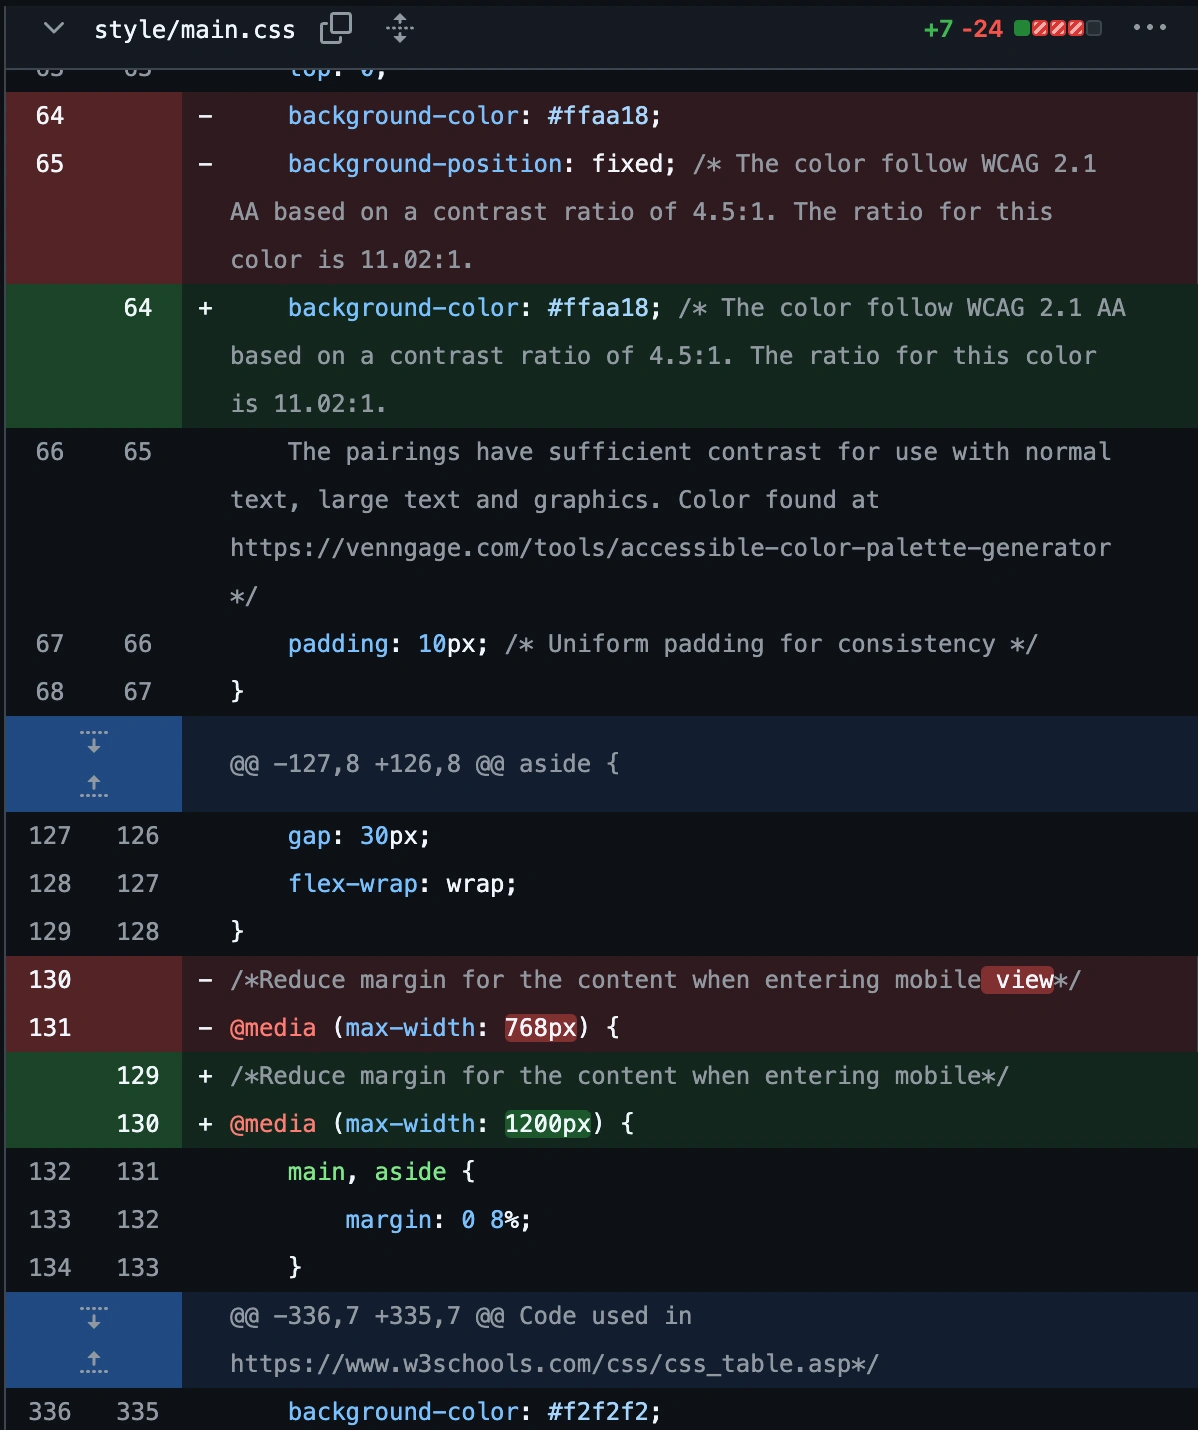 style/main.css +7 -24
63 63 top: 0;
64 - background-color: #ffaa18;
65 - background-position: fixed; /* The color follow WCAG 2.1
AA based on a contrast ratio of 4.5:1. The ratio for this
color is 11.02:1.
64 + background-color: #ffaa18; /* The color follow WCAG 2.1 AA
based on a contrast ratio of 4.5:1. The ratio for this color
is 11.02:1.
66 65 The pairings have sufficient contrast for use with normal
text, large text and graphics. Color found at
https://venngage.com/tools/accessible-color-palette-generator
*/
67 66 padding: 10px; /* Uniform padding for consistency */
68 67 }
@@ -127,8 +126,8 @@ aside {
127 126 gap: 30px;
128 127 flex-wrap: wrap;
129 128 }
130 - /*Reduce margin for the content when entering mobile view*/
131 - @media (max-width: 768px) {
129 + /*Reduce margin for the content when entering mobile*/
130 + @media (max-width: 1200px) {
132 131 main, aside {
133 132 margin: 0 8%;
134 133 }
@@ -336,7 +335,7 @@ Code used in
https://www.w3schools.com/css/css_table.asp*/
336 335 background-color: #f2f2f2;